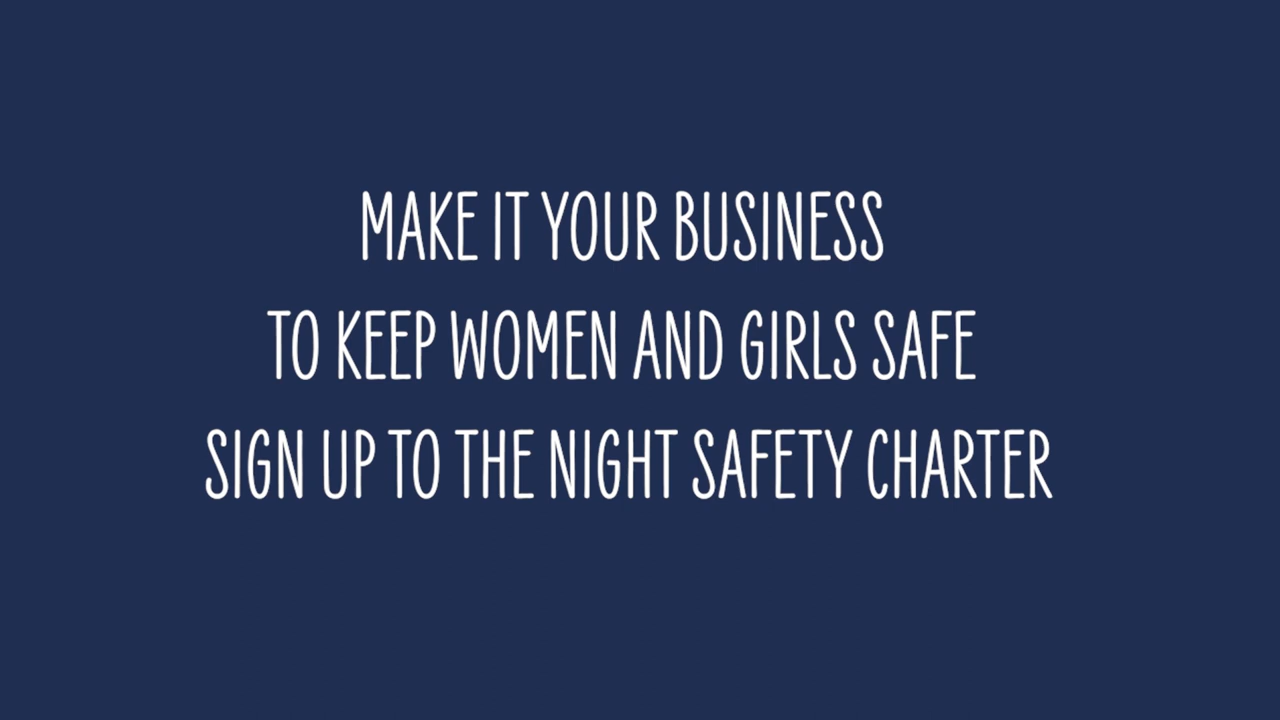 MAKE IT YOUR BUSINESS
TO KEEP WOMEN AND GIRLS SAFE
SIGN UP TO THE NIGHT SAFETY CHARTER